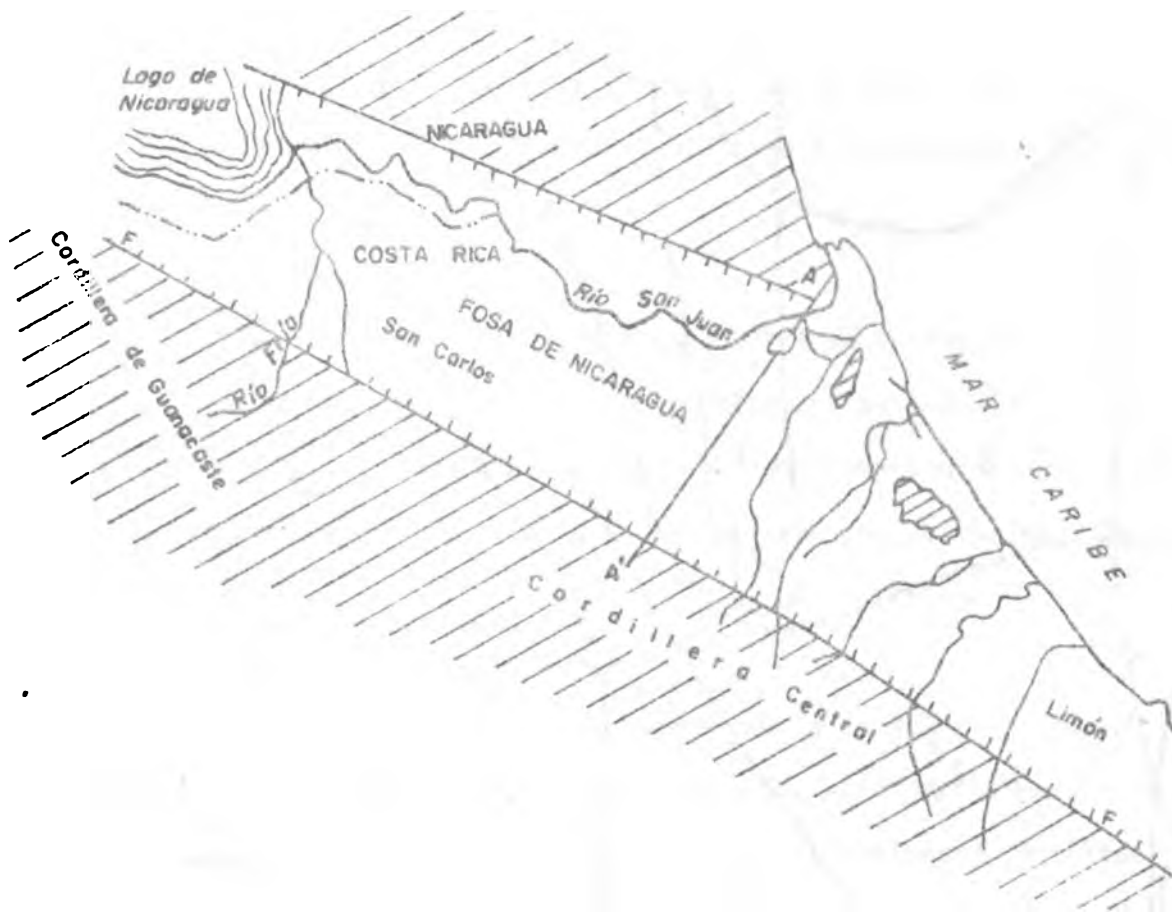 Lago de
Nicaragua
NICARAGUA
A
F
Cordillera de Guanacaste
COSTA RICA
Río San Juan
FOSA DE NICARAGUA
San Carlos
Río
MAR CARIBE
A'
Cordillera Central
Limón
F